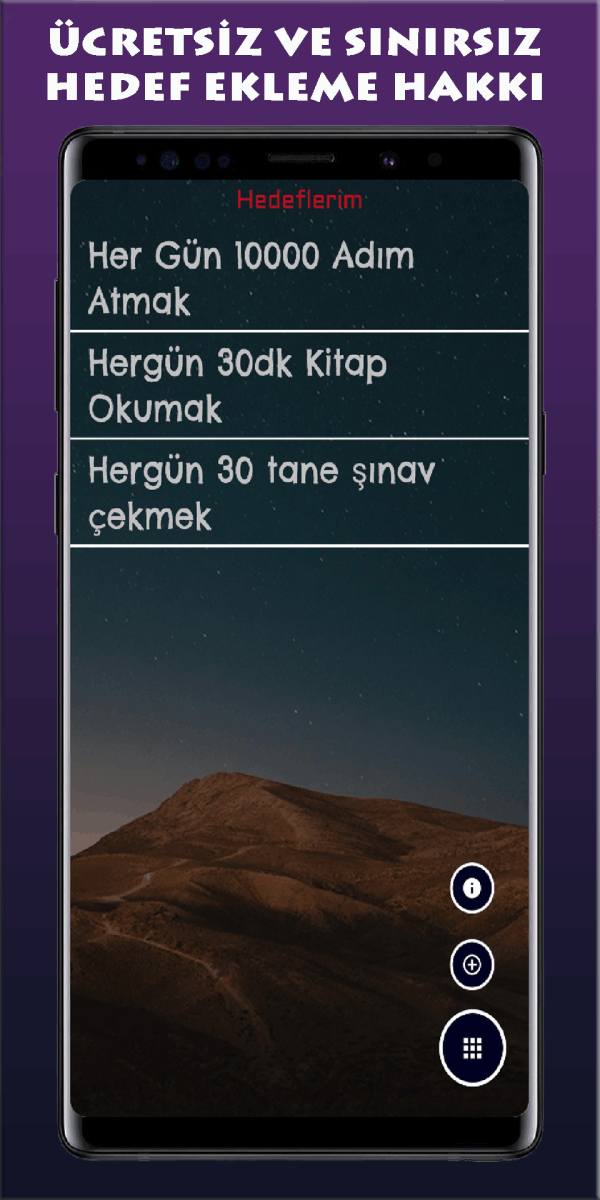 ÜCRETSİZ VE SINIRSIZ
HEDEF EKLEME HAKKI
Hedeflerim
Her Gün 10000 Adım
Atmak
Hergün 30dk Kitap
Okumak
Hergün 30 tane şınav
çekmek